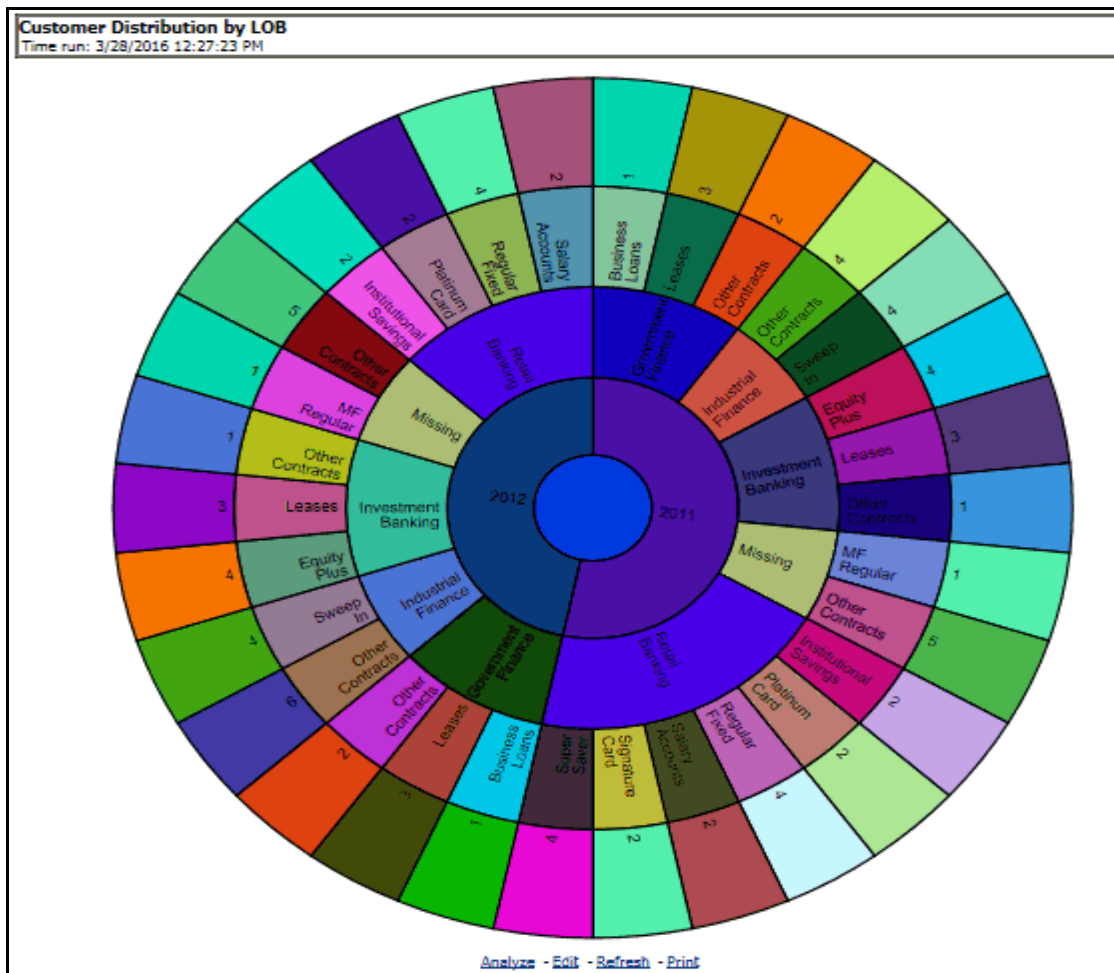 Customer Distribution by LOB
Time run: 3/28/2016 12:27:23 PM
2011
Government
Finance
Business
Loans
1
Leases
3
Other
Contracts
2
Industrial
Finance
Other
Contracts
4
Sweep
In
4
Investment
Banking
Equity
Plus
4
Leases
3
Other
Contracts
1
Missing
MF
Regular
1
Other
Contracts
5
Retail
Banking
Institutional
Savings
2
Platinum
Card
2
Regular
Fixed
4
Salary
Accounts
2
Signature
Card
2
Super
Saver
4
2012
Government
Finance
Business
Loans
1
Leases
3
Other
Contracts
2
Industrial
Finance
Other
Contracts
6
Sweep
In
4
Investment
Banking
Equity
Plus
4
Leases
3
Other
Contracts
1
Missing
MF
Regular
1
Other
Contracts
5
Retail
Banking
Institutional
Savings
2
Platinum
Card
2
Regular
Fixed
4
Salary
Accounts
2
Analyze - Edit - Refresh - Print